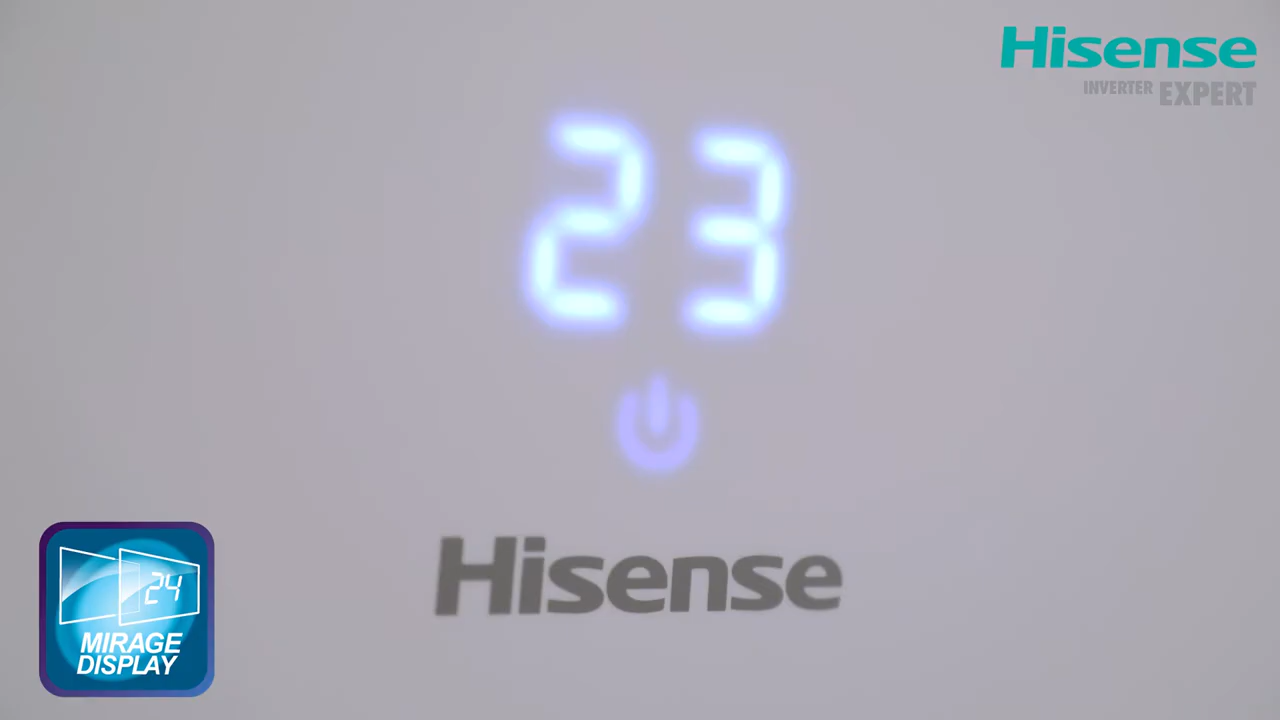 Hisense
INVERTER EXPERT
23
Hisense
24
MIRAGE
DISPLAY